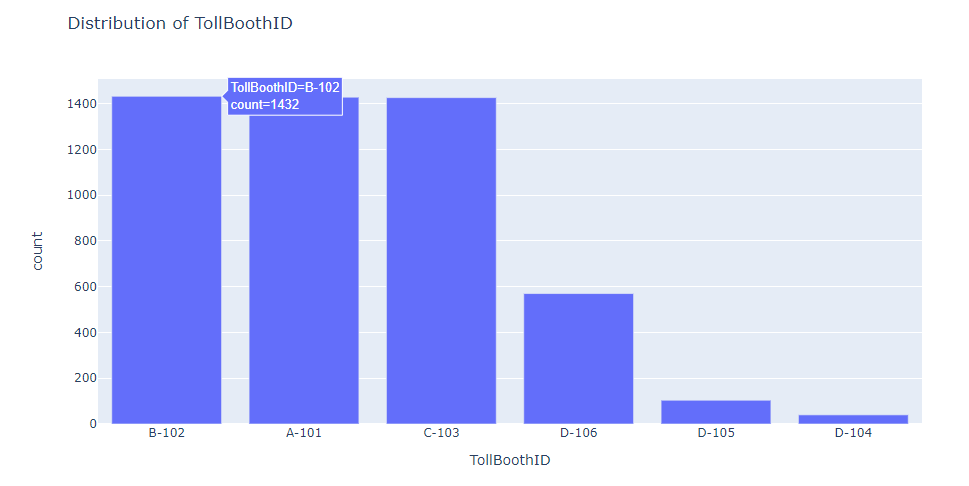 Distribution of TollBoothID
TollBoothID=B-102
count=1432
1400
1200
1000
800
600
400
200
0
count
B-102 A-101 C-103 D-106 D-105 D-104
TollBoothID